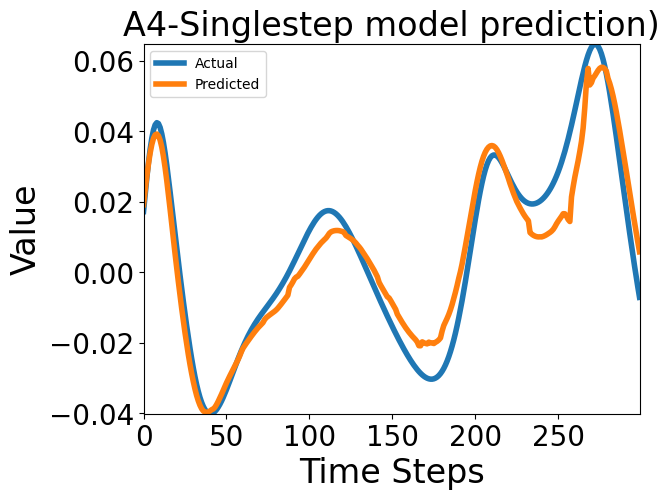 A4-Singlestep model prediction)
Actual
Predicted
Value
0.06
0.04
0.02
0.00
−0.02
−0.04
0 50 100 150 200 250
Time Steps